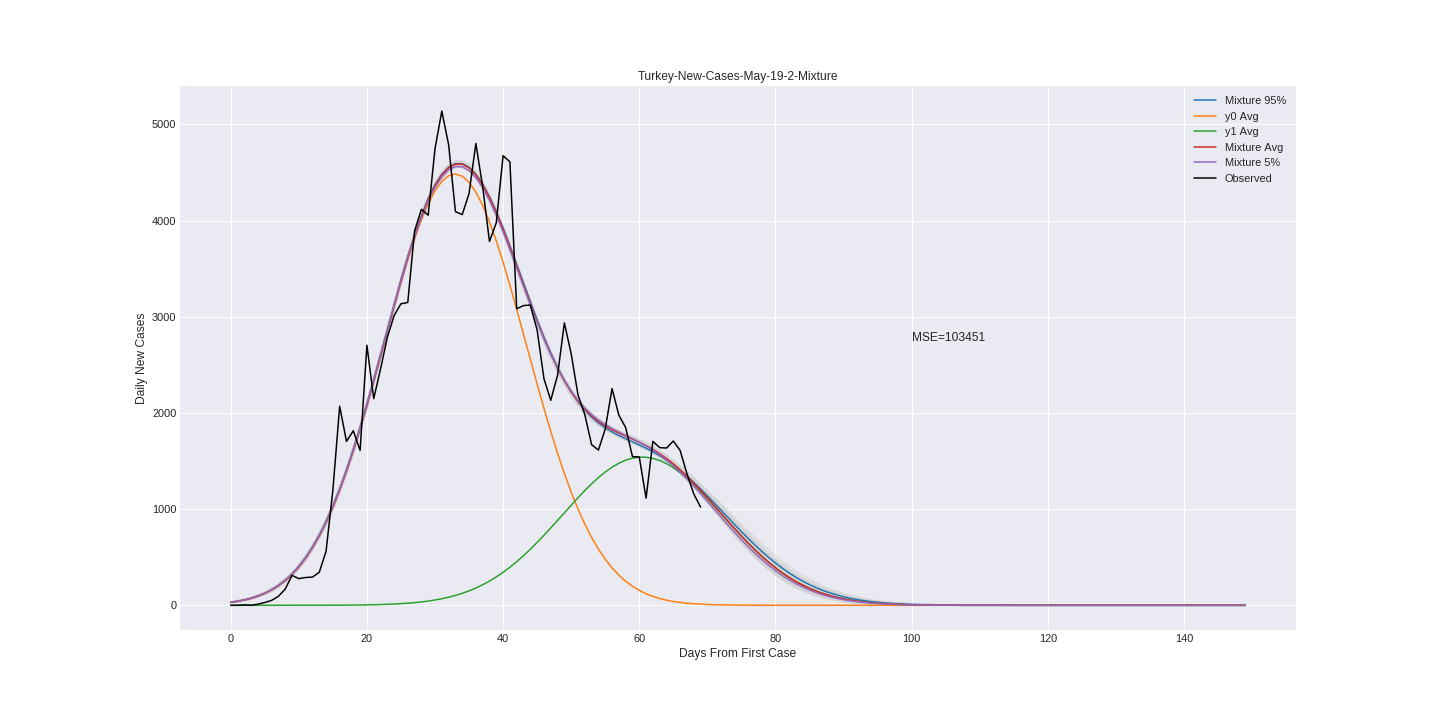 Turkey-New-Cases-May-19-2-Mixture
Mixture 95%
y0 Avg
y1 Avg
Mixture Avg
Mixture 5%
Observed
5000
4000
3000
2000
1000
0
Daily New Cases
MSE=103451
0 20 40 60 80 100 120 140
Days From First Case